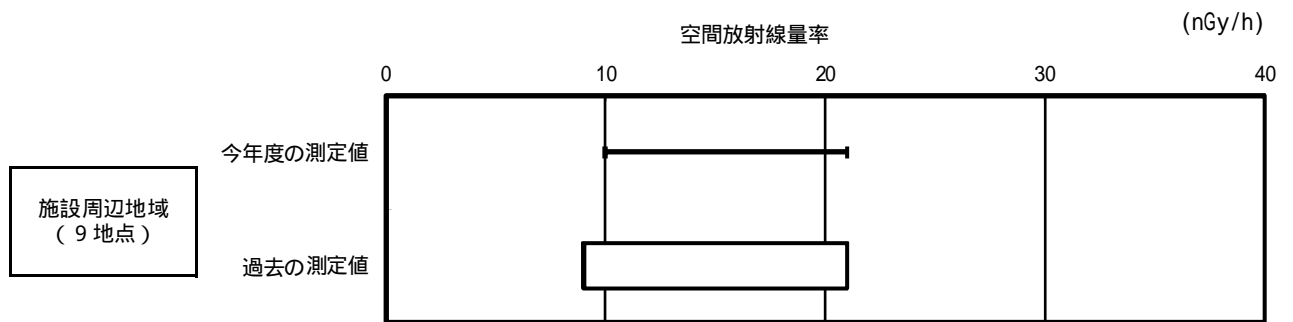 (nGy/h)
空間放射線量率
0 10 20 30 40
今年度の測定値
施設周辺地域
(9地点)
過去の測定値